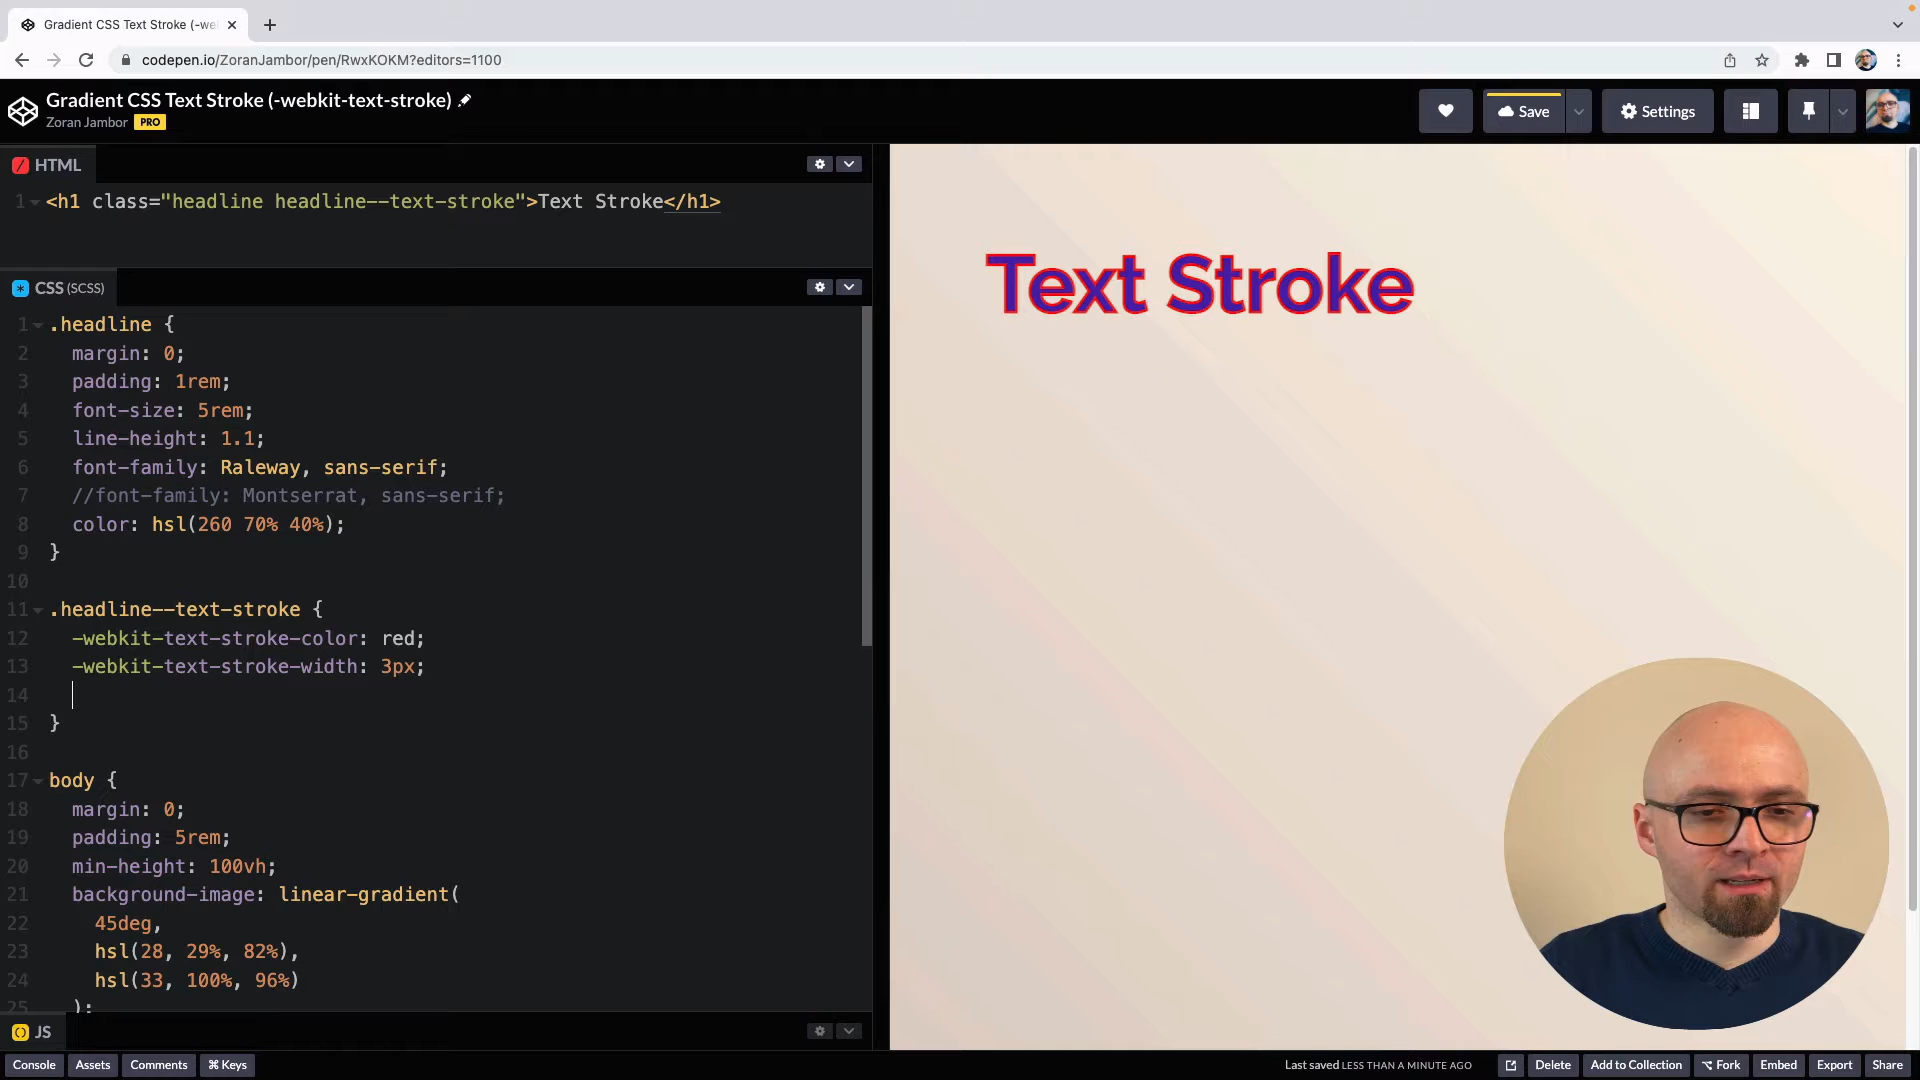 Gradient CSS Text Stroke (-we
codepen.io/ZoranJambor/pen/RwxKOKM?editors=1100
Gradient CSS Text Stroke (-webkit-text-stroke)
Zoran Jambor PRO
Save
Settings
HTML
1 <h1 class="headline headline--text-stroke">Text Stroke</h1>
CSS (SCSS)
1 .headline {
2 margin: 0;
3 padding: 1rem;
4 font-size: 5rem;
5 line-height: 1.1;
6 font-family: Raleway, sans-serif;
7 //font-family: Montserrat, sans-serif;
8 color: hsl(260 70% 40%);
9 }
10
11 .headline--text-stroke {
12 -webkit-text-stroke-color: red;
13 -webkit-text-stroke-width: 3px;
14
15 }
16
17 body {
18 margin: 0;
19 padding: 5rem;
20 min-height: 100vh;
21 background-image: linear-gradient(
22 45deg,
23 hsl(28, 29%, 82%),
24 hsl(33, 100%, 96%)
25 );
Text Stroke
JS
Console Assets Comments ⌘ Keys
Last saved LESS THAN A MINUTE AGO Delete Add to Collection ⌥ Fork Embed Export Share